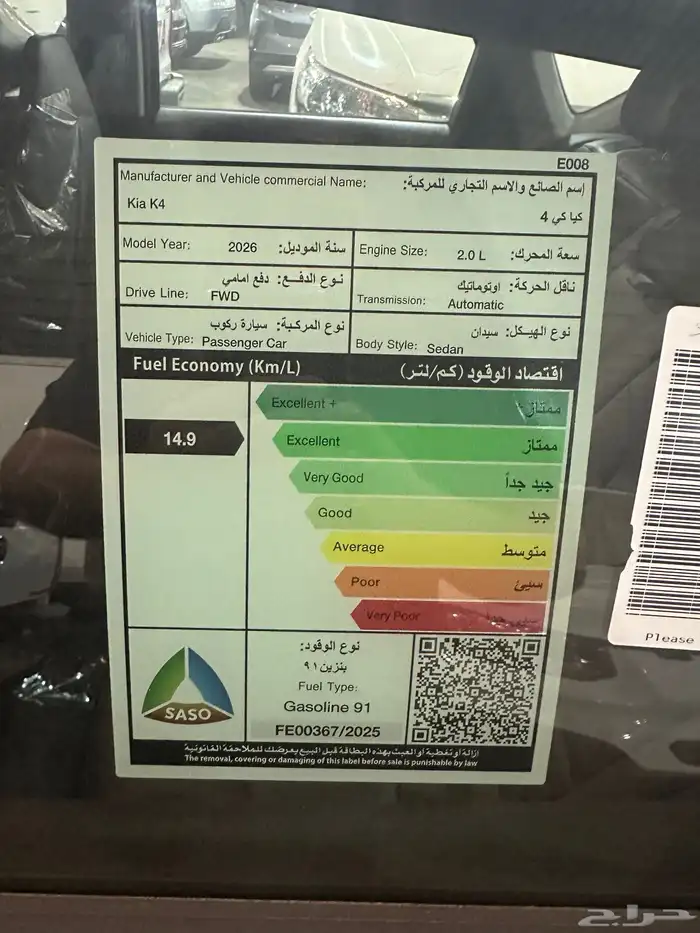 E008
Manufacturer and Vehicle commercial Name: إسم الصانع والاسم التجاري للمركبة:
Kia K4 كيا كي 4
Model Year: 2026 سنة الموديل:
Engine Size: 2.0 L سعة المحرك:
نوع الدفع: دفع امامي
Drive Line: FWD
ناقل الحركة: اوتوماتيك
Transmission: Automatic
نوع المركبة: سيارة ركوب
Vehicle Type: Passenger Car
نوع الهيكل: سيدان
Body Style: Sedan
Fuel Economy (Km/L) اقتصاد الوقود (كم/لتر)
14.9
Excellent + ممتاز+
Excellent ممتاز
Very Good جيد جداً
Good جيد
Average متوسط
Poor سيئ
Very Poor سيئ جداً
SASO
نوع الوقود:
بنزين ٩١
Fuel Type:
Gasoline 91
FE00367/2025
إزالة أو تغطية أو العبث بهذه البطاقة قبل البيع يعرضك للملاحقة القانونية
The removal, covering or damaging of this label before sale is punishable by law
Please
حراج